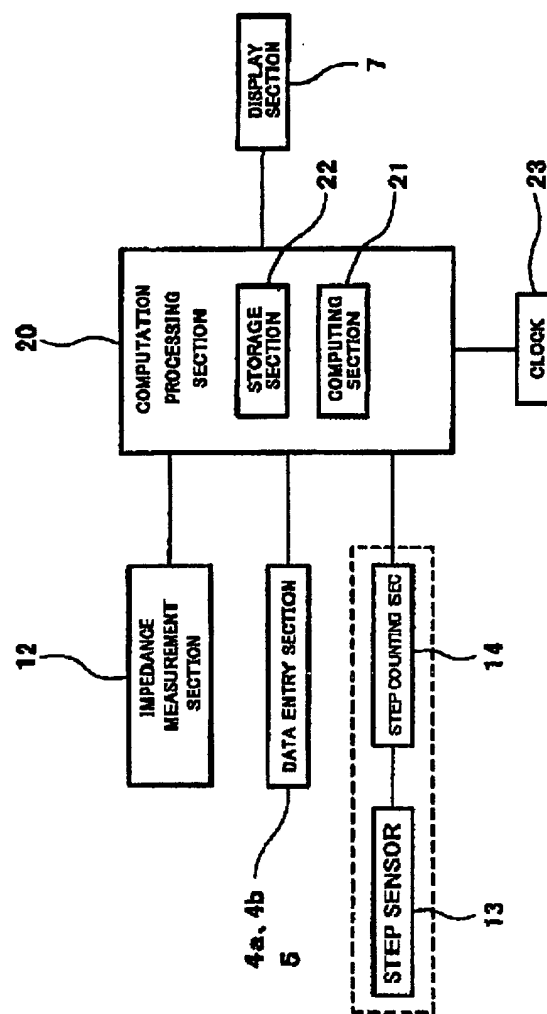 12
IMPEDANCE
MEASUREMENT
SECTION
20
COMPUTATION
PROCESSING
SECTION
DISPLAY
SECTION
7
STORAGE
SECTION
22
4a、4b
5
DATA ENTRY SECTION
COMPUTING
SECTION
21
STEP SENSOR
13
STEP COUNTING SEC
14
CLOCK
23